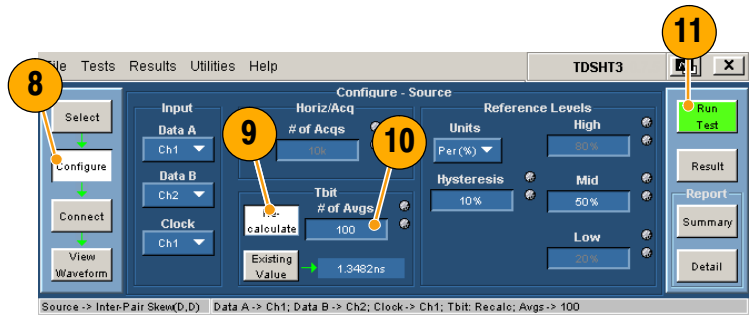 11
File Tests Results Utilities Help
TDSHT3
8
Configure - Source
Select
Configure
Connect
View
Waveform
Input
Data A
Ch1
Data B
Ch2
Clock
Ch1
Horiz/Acq
# of Acqs
10k
9
10
Tbit
Re-
calculate
# of Avgs
100
Existing
Value
1.3482ns
Reference Levels
Units
Per(%)
Hysteresis
10%
High
80%
Mid
50%
Low
20%
Run
Test
Result
Report
Summary
Detail
Source -> Inter-Pair Skew(D,D) Data A -> Ch1; Data B -> Ch2; Clock-> Ch1; Tbit: Recalc; Avgs -> 100